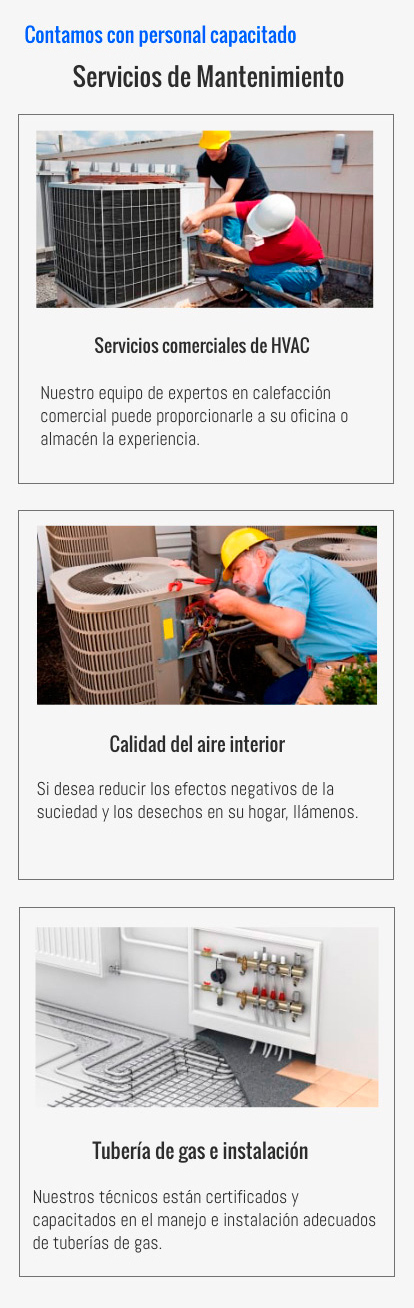 Contamos con personal capacitado
Servicios de Mantenimiento
Servicios comerciales de HVAC
Nuestro equipo de expertos en calefacción
comercial puede proporcionarle a su oficina o
almacén la experiencia.
Calidad del aire interior
Si desea reducir los efectos negativos de la
suciedad y los desechos en su hogar, llámenos.
Tubería de gas e instalación
Nuestros técnicos están certificados y
capacitados en el manejo e instalación adecuados
de tuberías de gas.